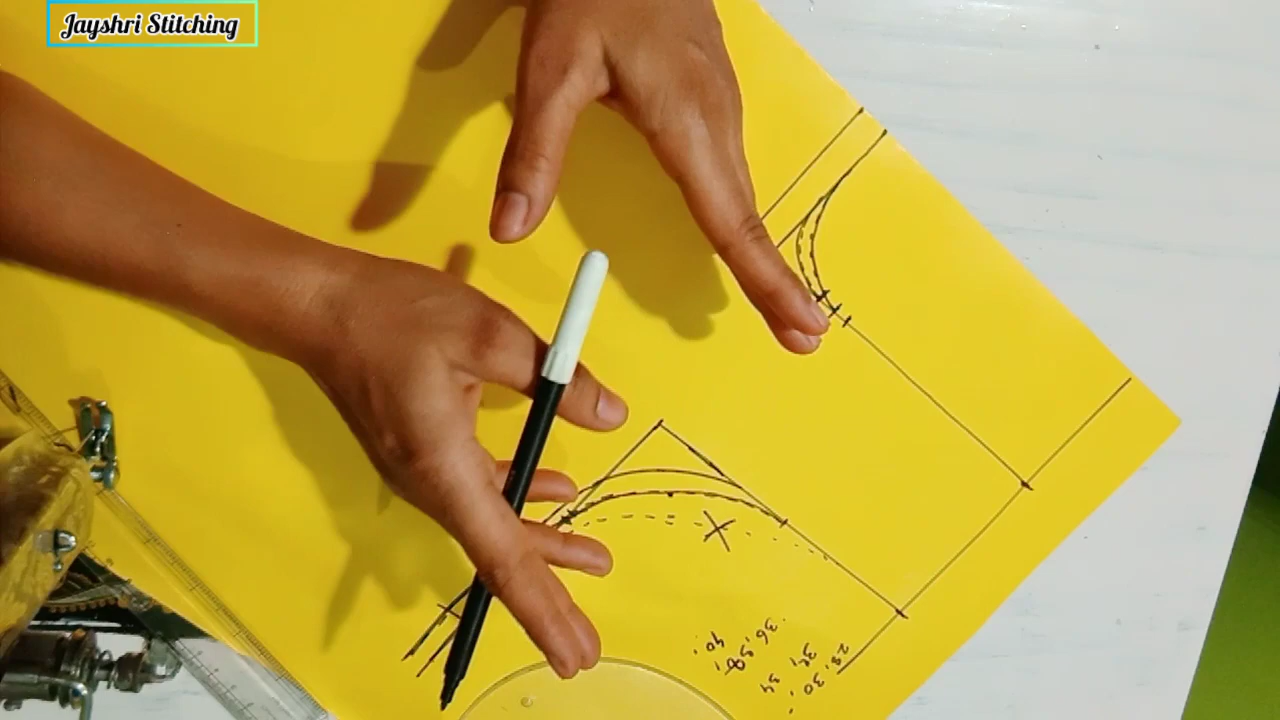 Jayshri Stitching
28, 30,
32, 34
36, 38,
40,